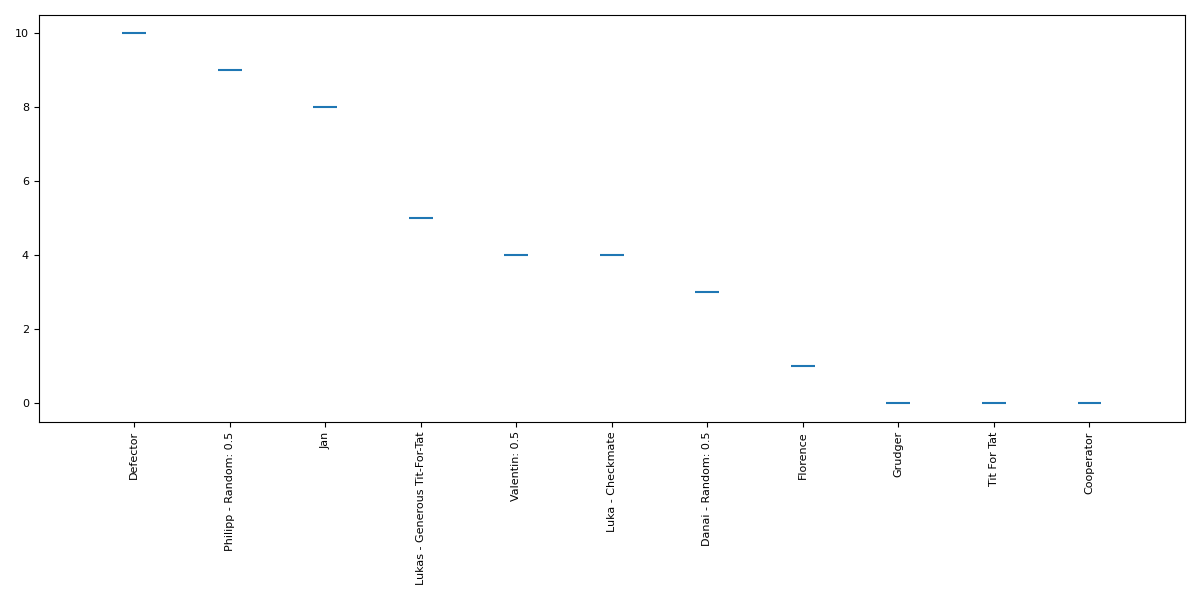 10
8
6
4
2
0
Defector
Philipp - Random: 0.5
Jan
Lukas - Generous Tit-For-Tat
Valentin: 0.5
Luka - Checkmate
Danai - Random: 0.5
Florence
Grudger
Tit For Tat
Cooperator